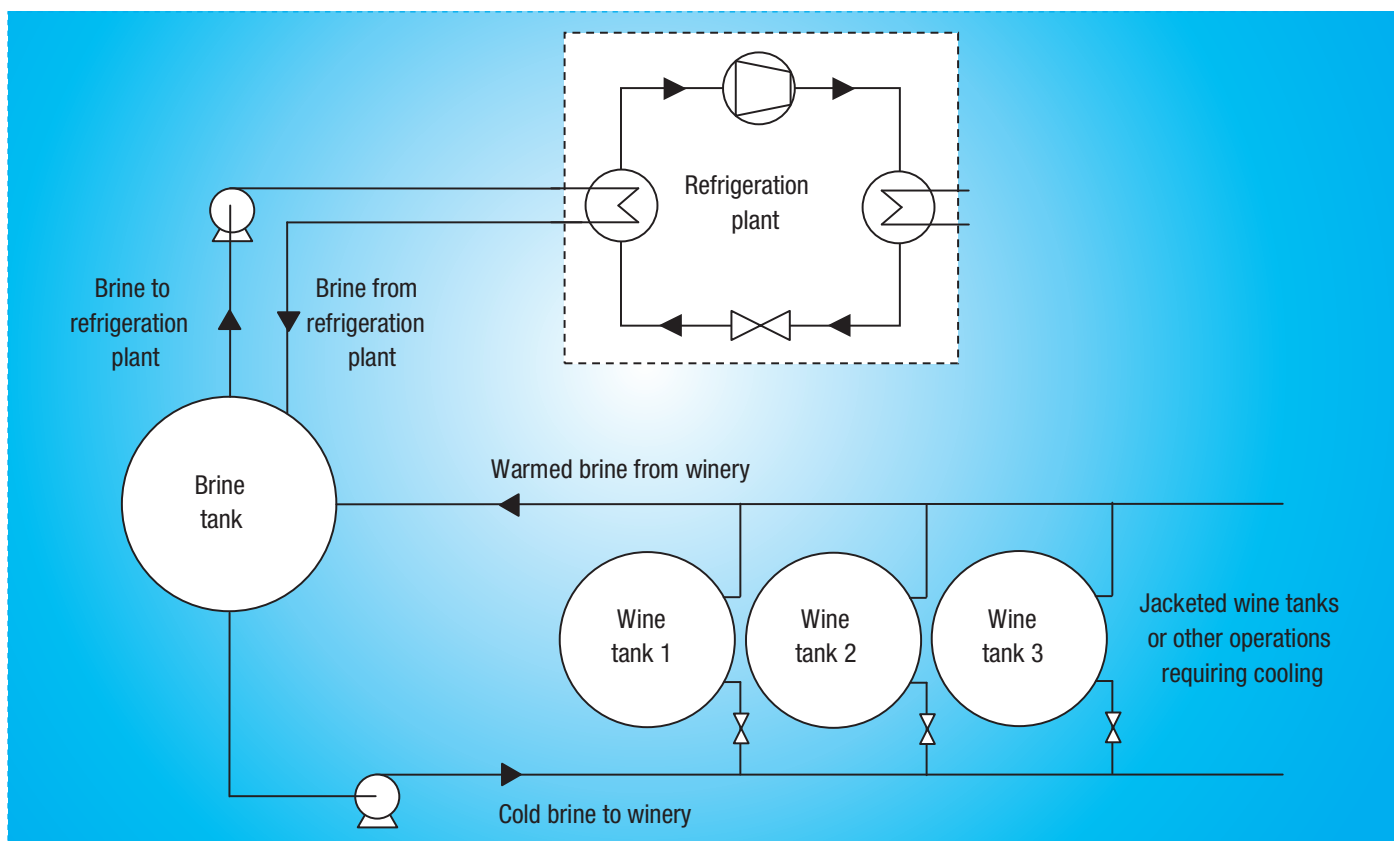 Refrigeration
plant
Brine to
refrigeration
plant
Brine from
refrigeration
plant
Brine
tank
Warmed brine from winery
Wine
tank 1
Wine
tank 2
Wine
tank 3
Jacketed wine tanks
or other operations
requiring cooling
Cold brine to winery